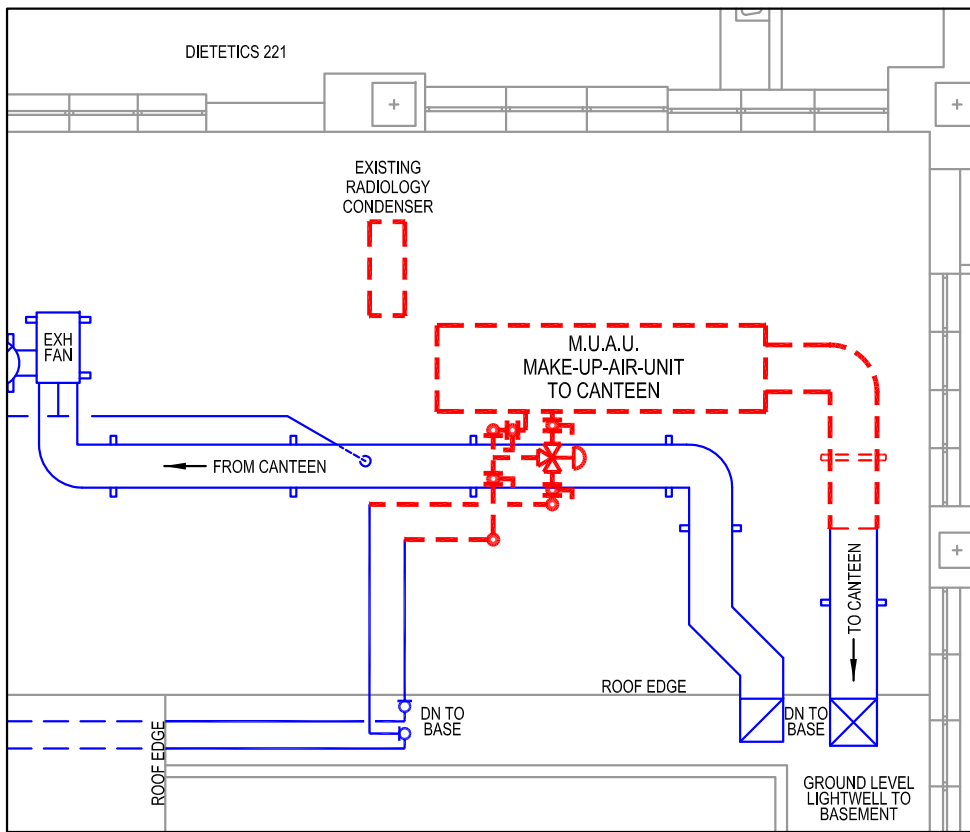 DIETETICS 221
EXISTING
RADIOLOGY
CONDENSER
EXH
FAN
M.U.A.U.
MAKE-UP-AIR-UNIT
TO CANTEEN
FROM CANTEEN
TO CANTEEN
ROOF EDGE
DN TO
BASE
DN TO
BASE
ROOF EDGE
GROUND LEVEL
LIGHTWELL TO
BASEMENT